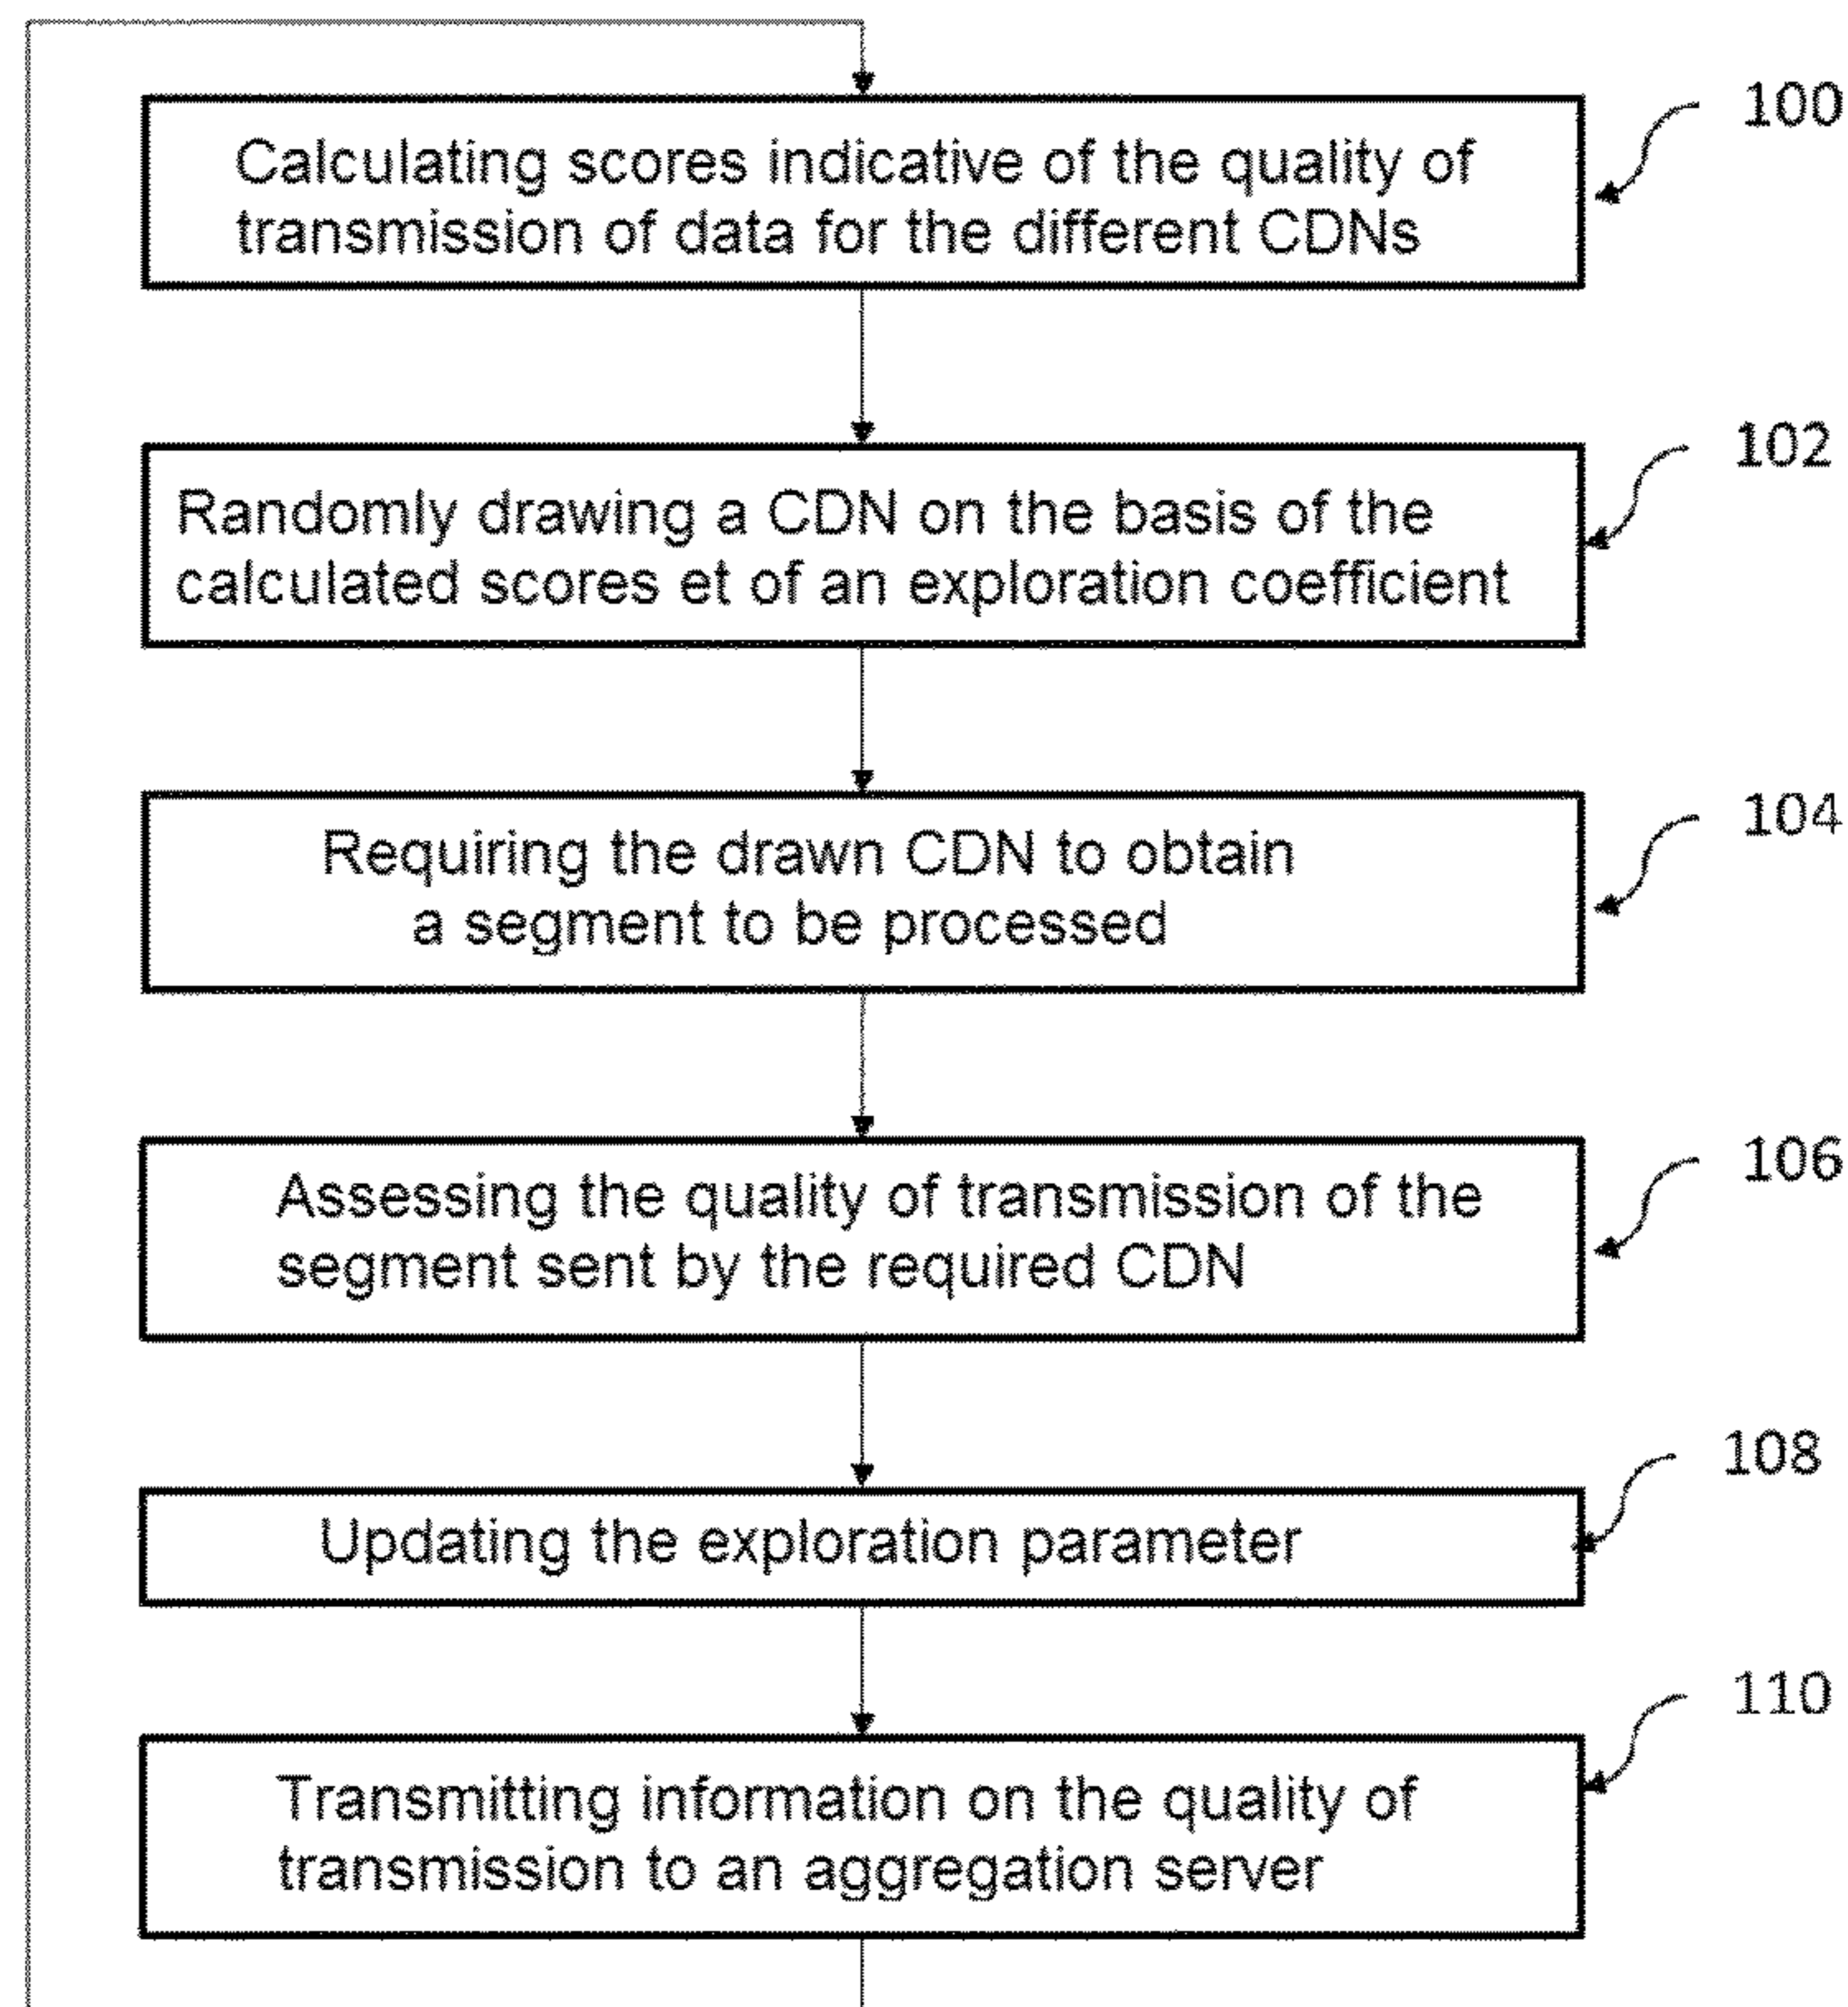 100
Calculating scores indicative of the quality of
transmission of data for the different CDNs
102
Randomly drawing a CDN on the basis of the
calculated scores et of an exploration coefficient
104
Requiring the drawn CDN to obtain
a segment to be processed
106
Assessing the quality of transmission of the
segment sent by the required CDN
108
Updating the exploration parameter
110
Transmitting information on the quality of
transmission to an aggregation server